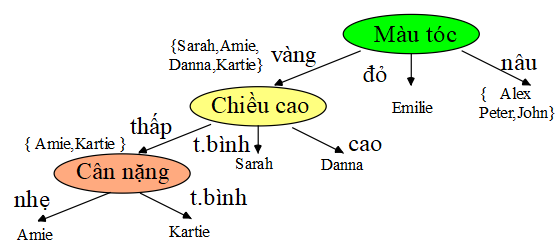 Màu tóc
{Sarah,Amie,
Danna,Kartie}
vàng
đỏ
nâu
Emilie
{ Alex
Peter,John}
Chiều cao
{ Amie,Kartie }
thấp
t.bình
cao
Sarah
Danna
Cân nặng
nhẹ
t.bình
Amie
Kartie